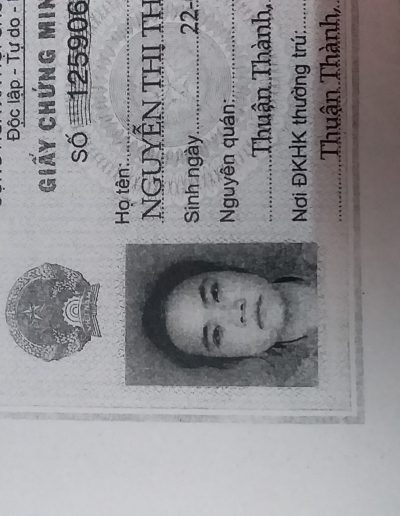 Độc lập - Tự do -
GIẤY CHỨNG MIN
SỐ 125906
Họ tên:
NGUYỄN THỊ TH
Sinh ngày 22-
Nguyên quán:
Thuận Thành,
Nơi ĐKHK thường trú:
Thuận Thành,